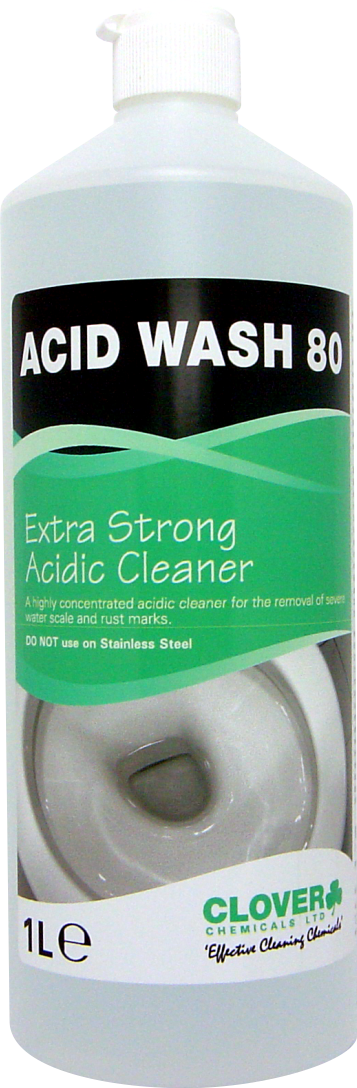 ACID WASH 80
Extra Strong
Acidic Cleaner
A highly concentrated acidic cleaner for the removal of severe
water scale and rust marks.
DO NOT use on Stainless Steel
CLOVER
CHEMICALS LTD
'Effective Cleaning Chemicals'
1L e